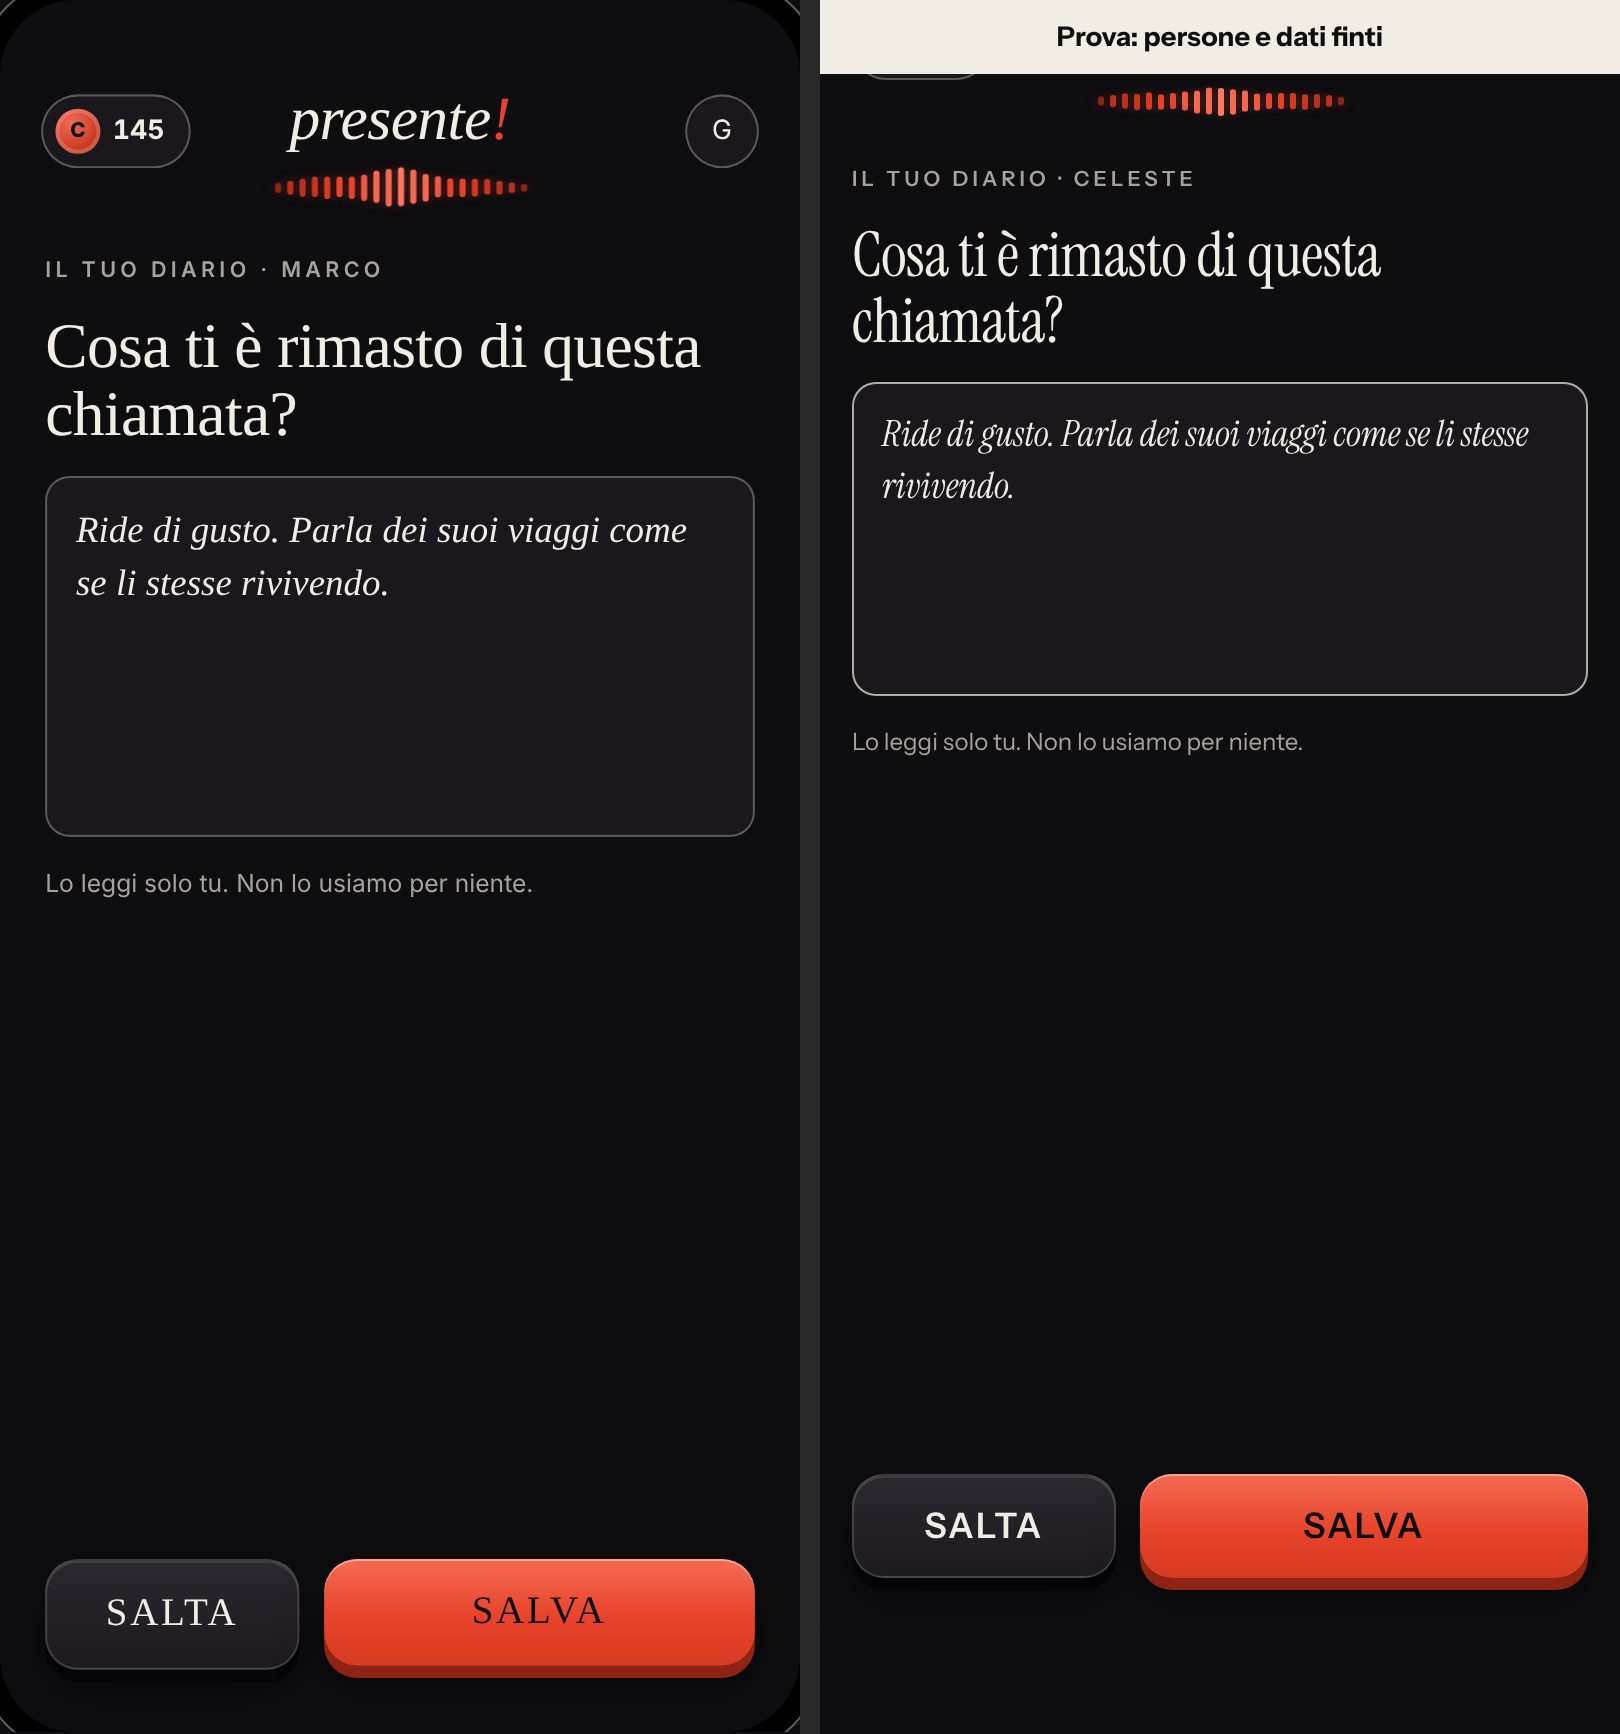 C 145
presente!
G
IL TUO DIARIO · MARCO
Cosa ti è rimasto di questa
chiamata?
Ride di gusto. Parla dei suoi viaggi come
se li stesse rivivendo.
Lo leggi solo tu. Non lo usiamo per niente.
SALTA
SALVA
Prova: persone e dati finti
IL TUO DIARIO · CELESTE
Cosa ti è rimasto di questa
chiamata?
Ride di gusto. Parla dei suoi viaggi come se li stesse
rivivendo.
Lo leggi solo tu. Non lo usiamo per niente.
SALTA
SALVA